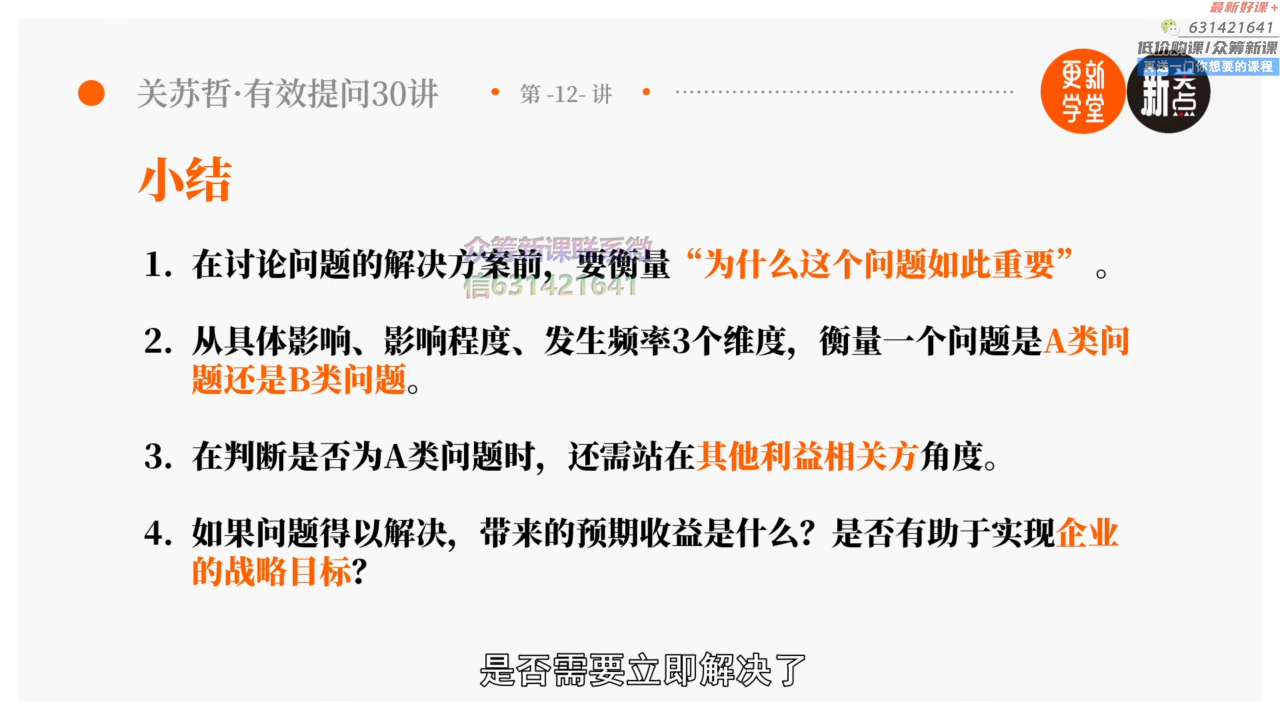 最新好课+
631421641
低价购课/众筹新课
再送一门你想要的课程
关苏哲·有效提问30讲 • 第 -12- 讲 •
更新
学堂
新关点
小结
1. 在讨论问题的解决方案前，要衡量“为什么这个问题如此重要”。
众筹新课联系微
信631421641
2. 从具体影响、影响程度、发生频率3个维度，衡量一个问题是A类问
题还是B类问题。
3. 在判断是否为A类问题时，还需站在其他利益相关方角度。
4. 如果问题得以解决，带来的预期收益是什么？是否有助于实现企业
的战略目标？
是否需要立即解决了